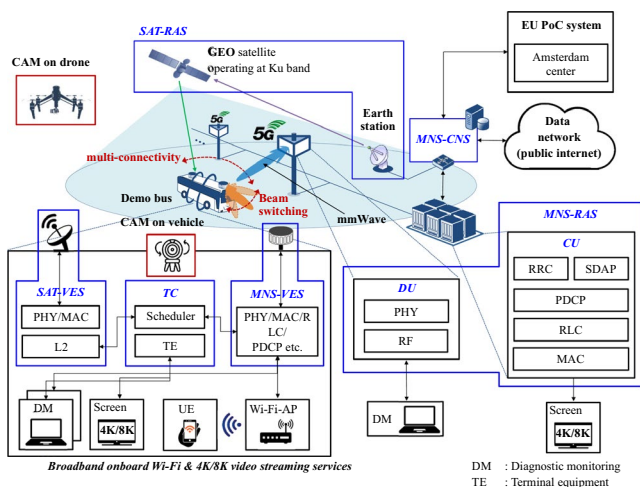 SAT-RAS
GEO satellite
operating at Ku band
CAM on drone
EU PoC system
Amsterdam
center
Earth
station
MNS-CNS
Data
network
(public internet)
5G
5G
multi-connectivity
Demo bus
Beam
switching
mmWave
CAM on vehicle
MNS-RAS
CU
RRC
SDAP
PDCP
RLC
MAC
DU
PHY
RF
SAT-VES
PHY/MAC
L2
TC
Scheduler
TE
MNS-VES
PHY/MAC/R
LC/
PDCP etc.
DM
Screen
4K/8K
UE
Wi-Fi-AP
DM
Screen
4K/8K
Broadband onboard Wi-Fi & 4K/8K video streaming services
DM : Diagnostic monitoring
TE : Terminal equipment